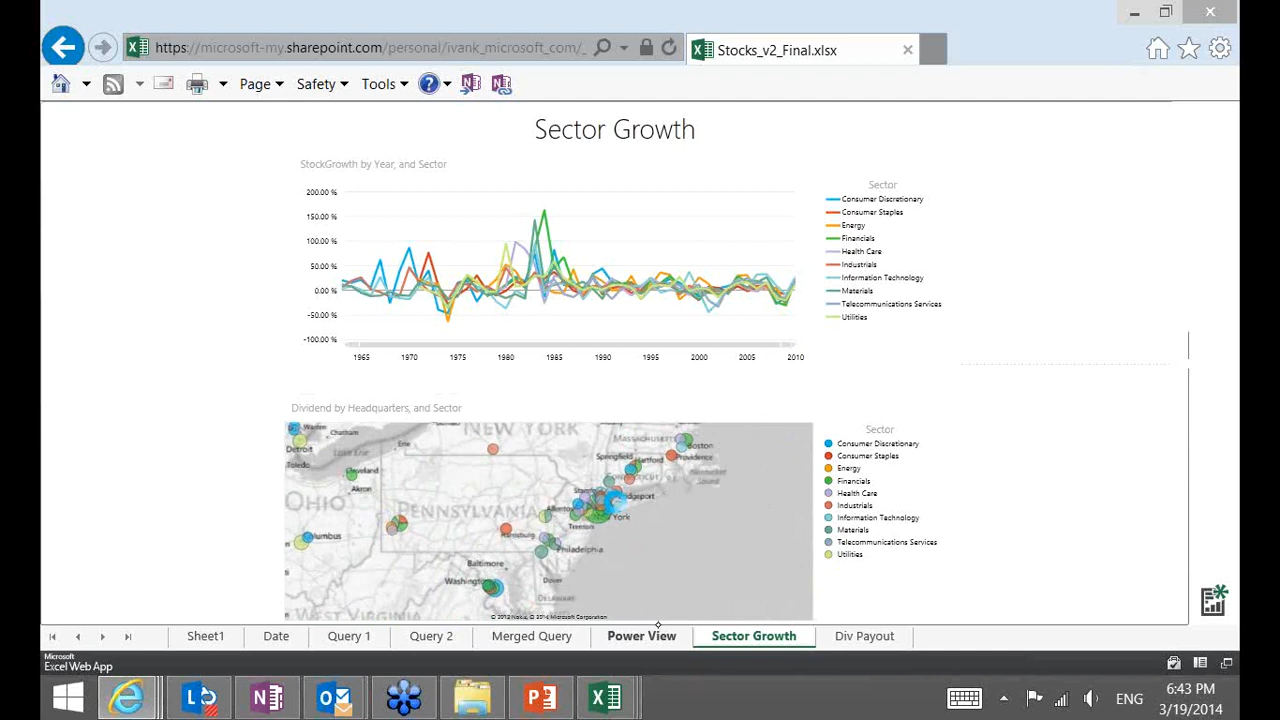 https://microsoft-my.sharepoint.com/personal/ivank_microsoft_com/_
Stocks_v2_Final.xlsx
Page
Safety
Tools
Sector Growth
StockGrowth by Year, and Sector
200.00 %
150.00 %
100.00 %
50.00 %
0.00 %
-50.00 %
-100.00 %
1965 1970 1975 1980 1985 1990 1995 2000 2005 2010
Sector
Consumer Discretionary
Consumer Staples
Energy
Financials
Health Care
Industrials
Information Technology
Materials
Telecommunications Services
Utilities
Dividend by Headquarters, and Sector
Warren
Chatham
Detroit
Toledo
Cleveland
Akron
OHIO
Erie
NEW YORK
MASSACHUSETTS
Boston
Springfield
Hartford
Providence
CONNECTICUT
Nantucket
Sound
PENNSYLVANIA
Trenton
Philadelphia
Baltimore
Washington
Dover
DELAWARE
WEST VIRGINIA
Sector
Consumer Discretionary
Consumer Staples
Energy
Financials
Health Care
Industrials
Information Technology
Materials
Telecommunications Services
Utilities
Sheet1 Date Query 1 Query 2 Merged Query Power View Sector Growth Div Payout
Microsoft
Excel Web App
ENG
6:43 PM
3/19/2014